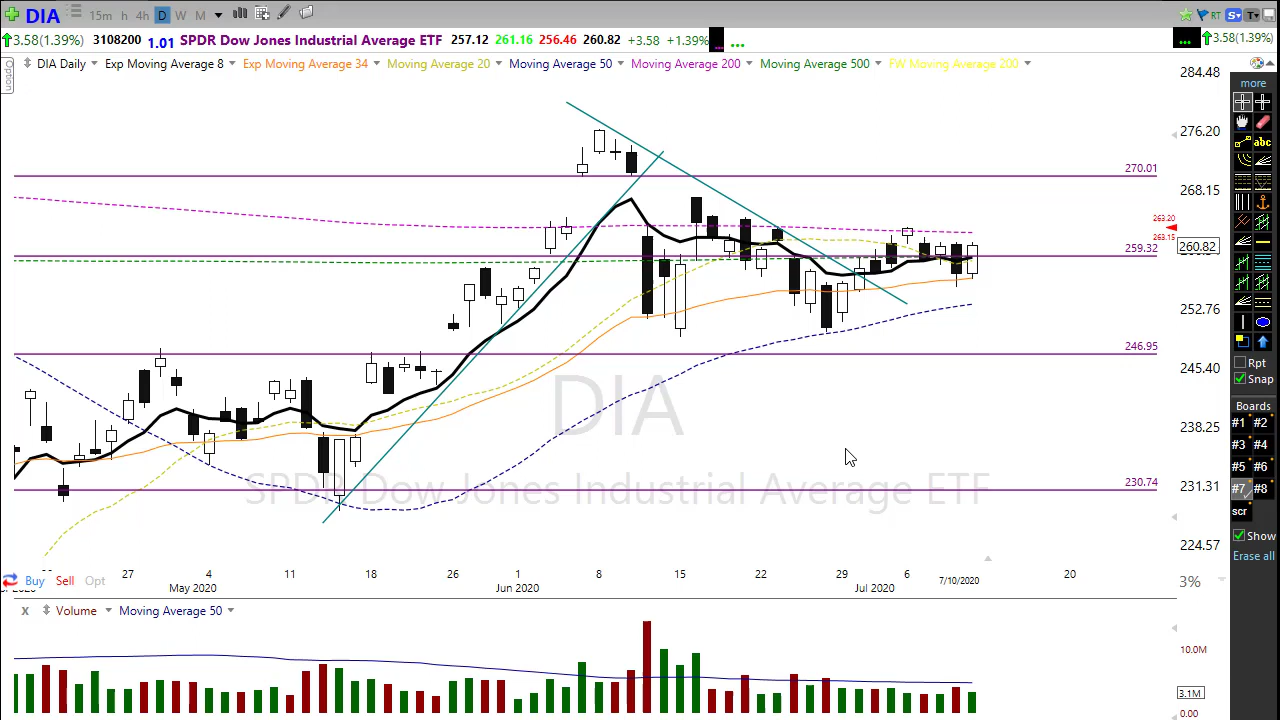 DIA 15m h 4h D W M RT S T
3.58(1.39%) 3108200 1.01 SPDR Dow Jones Industrial Average ETF 257.12 261.16 256.46 260.82 +3.58 +1.39% 3.58(1.39%)
Option
DIA Daily Exp Moving Average 8 Exp Moving Average 34 Moving Average 20 Moving Average 50 Moving Average 200 Moving Average 500 FW Moving Average 200
284.48
276.20
270.01
268.15
263.20
263.15
260.82
259.32
252.76
246.95
245.40
238.25
230.74
231.31
224.57
DIA
SPDR Dow Jones Industrial Average ETF
27 4 11 18 26 1 8 15 22 29 6 7/10/2020 20
May 2020 Jun 2020 Jul 2020
Buy Sell Opt
3%
x Volume Moving Average 50
10.0M
3.1M
0.00
more
abc
Rpt
Snap
Boards
#1 #2
#3 #4
#5 #6
#7 #8
scr
Show
Erase all